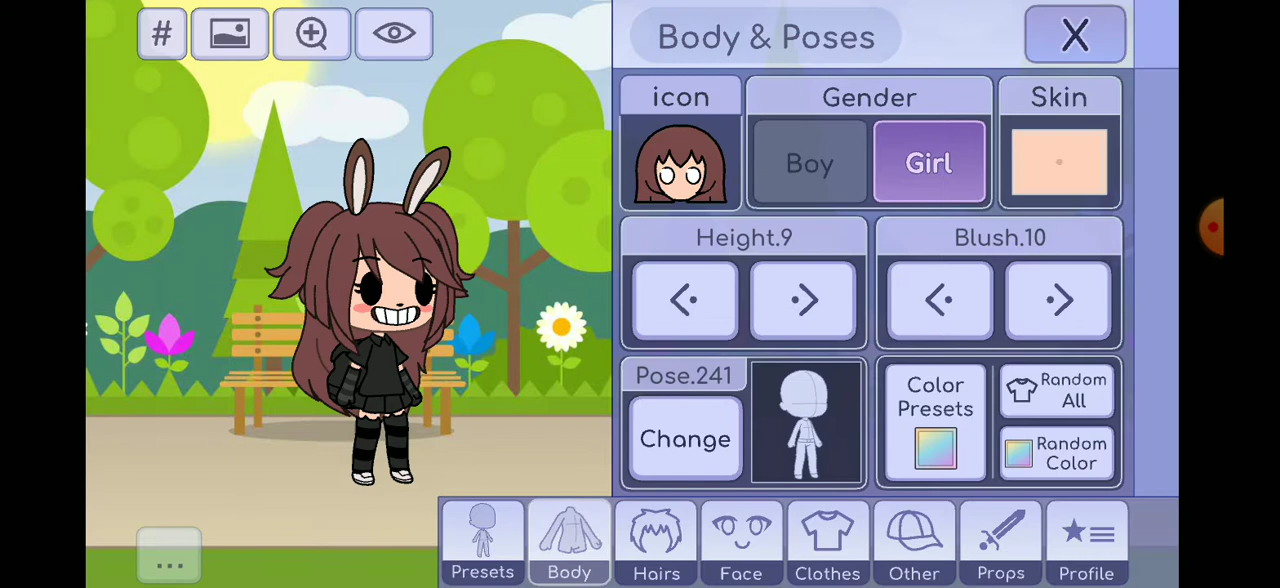 #
Body & Poses
X
icon
Gender
Skin
Boy
Girl
Height.9
Blush.10
Pose.241
Change
Color
Presets
Random
All
Random
Color
...
Presets
Body
Hairs
Face
Clothes
Other
Props
Profile